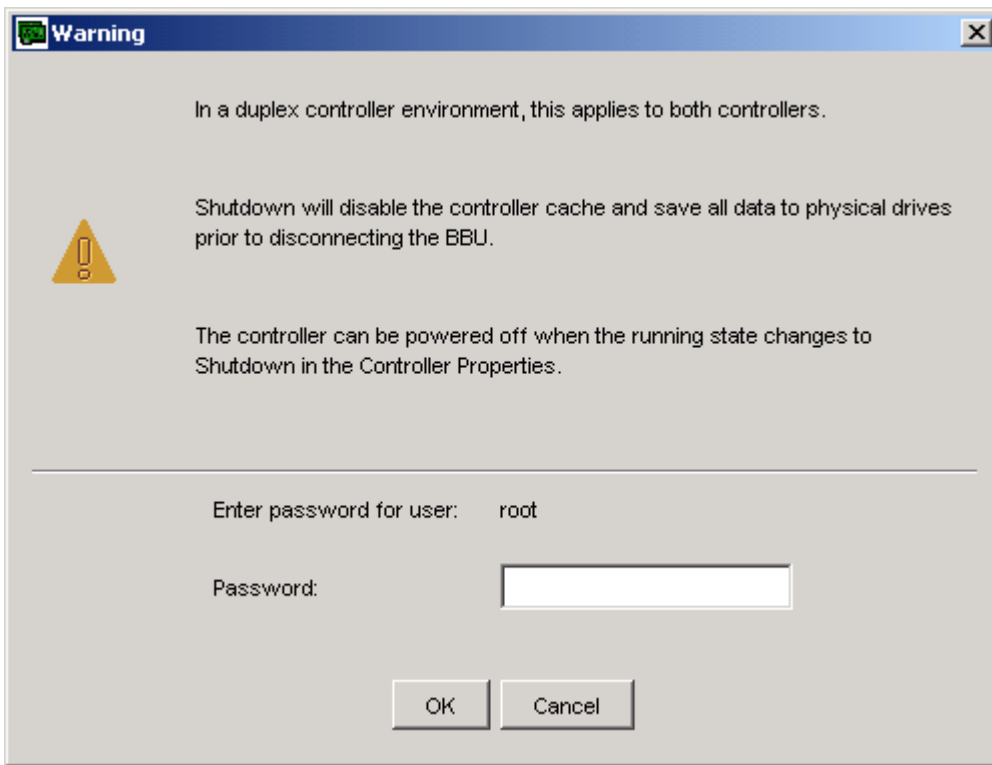 Warning
In a duplex controller environment, this applies to both controllers.
Shutdown will disable the controller cache and save all data to physical drives
prior to disconnecting the BBU.
The controller can be powered off when the running state changes to
Shutdown in the Controller Properties.
Enter password for user: root
Password:
OK Cancel